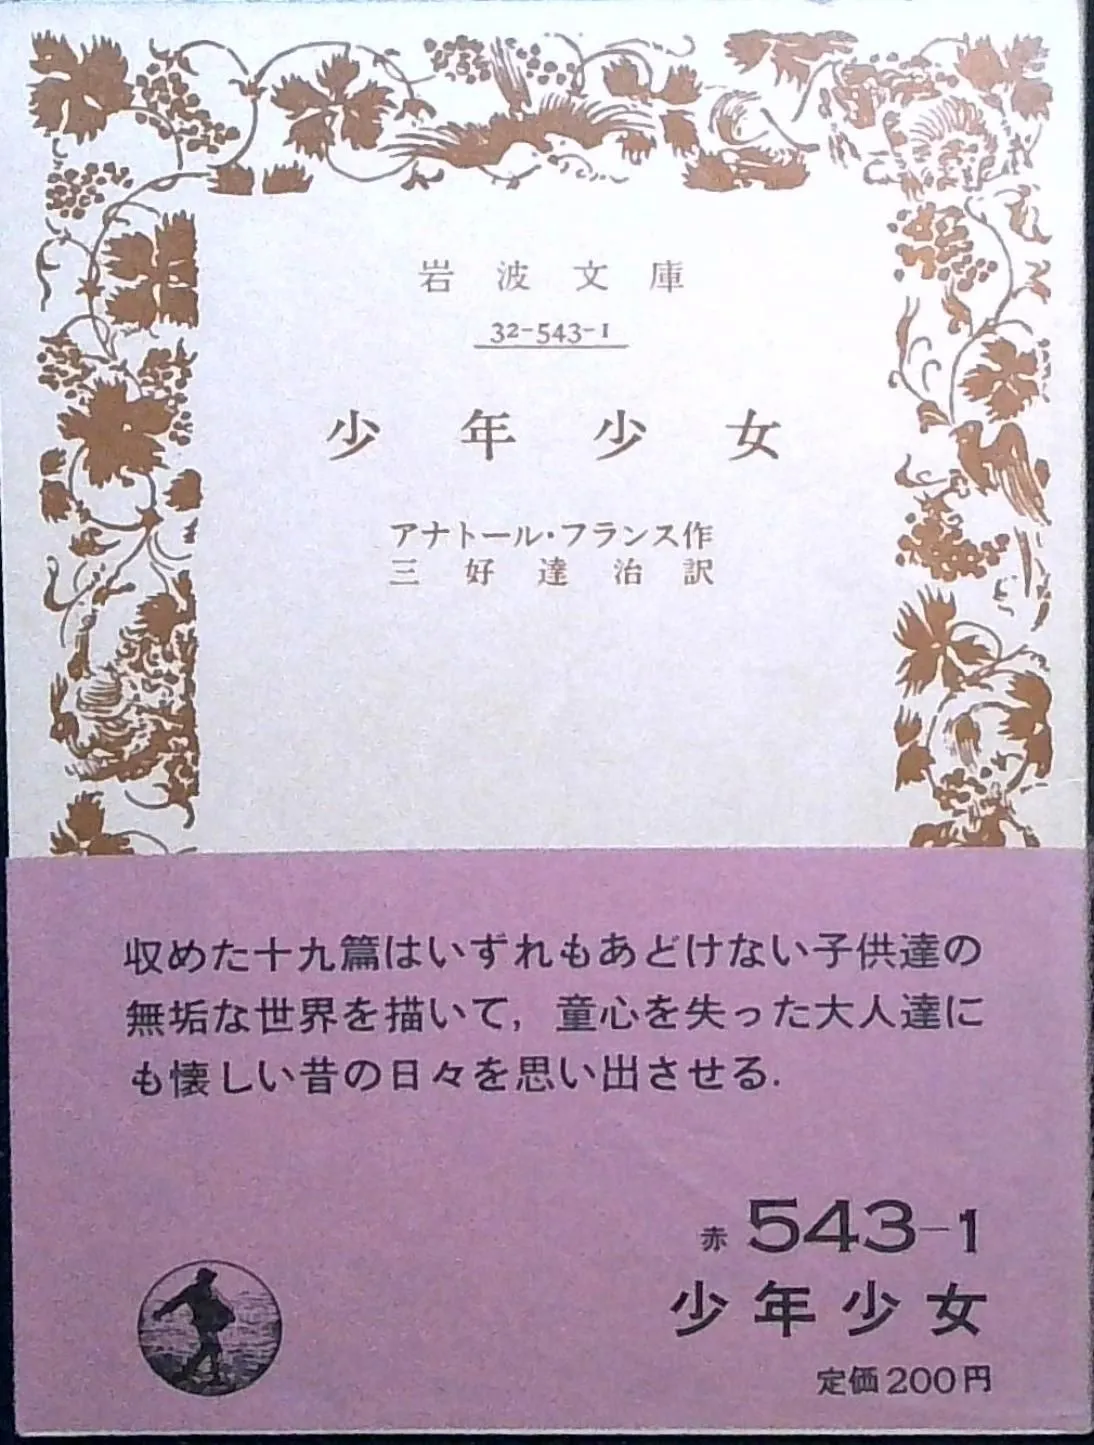 岩波文庫
32-543-1
少年少女
アナトール・フランス作
三好達治訳
収めた十九篇はいずれもあどけない子供達の
無垢な世界を描いて，童心を失った大人達に
も懐しい昔の日々を思い出させる．
赤 543-1
少年少女
定価200円